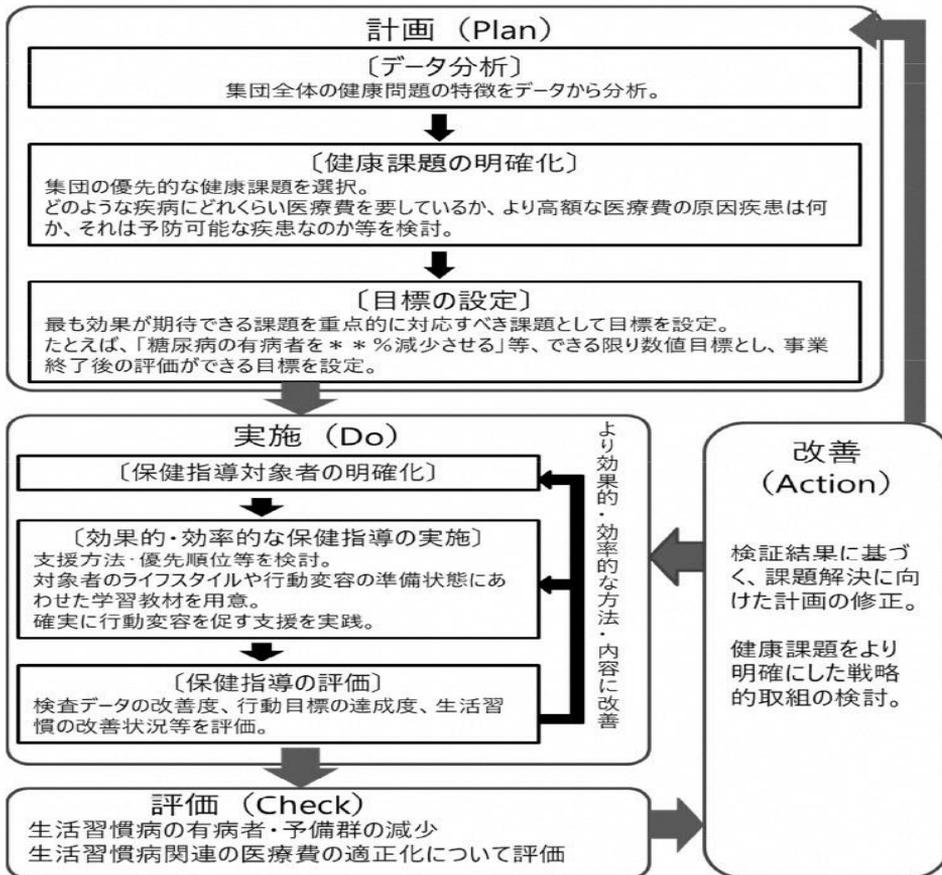 計画（Plan）
〔データ分析〕
集団全体の健康問題の特徴をデータから分析。
〔健康課題の明確化〕
集団の優先的な健康課題を選択。
どのような疾病にどれくらい医療費を要しているか、より高額な医療費の原因疾患は何
か、それは予防可能な疾患なのか等を検討。
〔目標の設定〕
最も効果が期待できる課題を重点的に対応すべき課題として目標を設定。
たとえば、「糖尿病の有病者を＊＊％減少させる」等、できる限り数値目標とし、事業
終了後の評価ができる目標を設定。
実施（Do）
〔保健指導対象者の明確化〕
〔効果的・効率的な保健指導の実施〕
支援方法・優先順位等を検討。
対象者のライフスタイルや行動変容の準備状態にあ
わせた学習教材を用意。
確実に行動変容を促す支援を実践。
〔保健指導の評価〕
検査データの改善度、行動目標の達成度、生活習
慣の改善状況等を評価。
より効果的・効率的な方法・内容に改善
評価（Check）
生活習慣病の有病者・予備群の減少
生活習慣病関連の医療費の適正化について評価
改善
（Action）
検証結果に基づ
く、課題解決に向
けた計画の修正。
健康課題をより
明確にした戦略
的取組の検討。